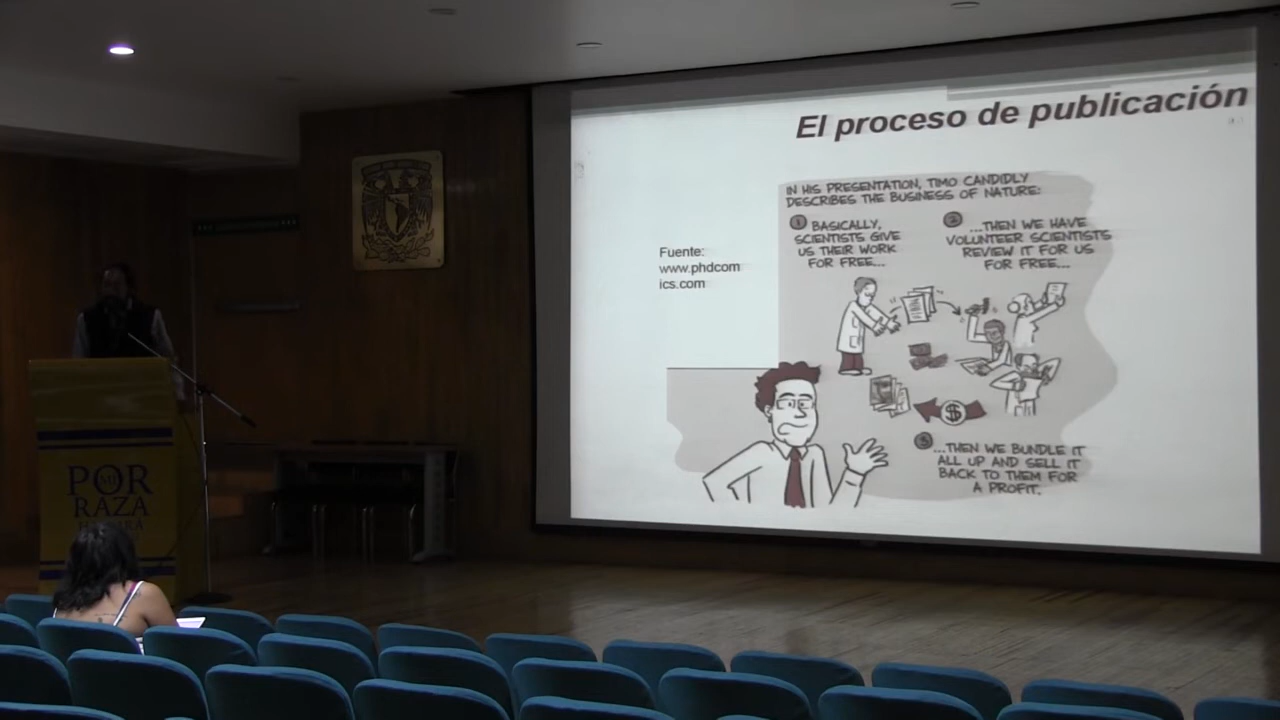 El proceso de publicación
IN HIS PRESENTATION, TIMO CANDIDLY
DESCRIBES THE BUSINESS OF NATURE:
1 BASICALLY,
SCIENTISTS GIVE
US THEIR WORK
FOR FREE...
2 ...THEN WE HAVE
VOLUNTEER SCIENTISTS
REVIEW IT FOR US
FOR FREE...
Fuente:
www.phdcom
ics.com
$
3 ...THEN WE BUNDLE IT
ALL UP AND SELL IT
BACK TO THEM FOR
A PROFIT.
POR
MI
RAZA